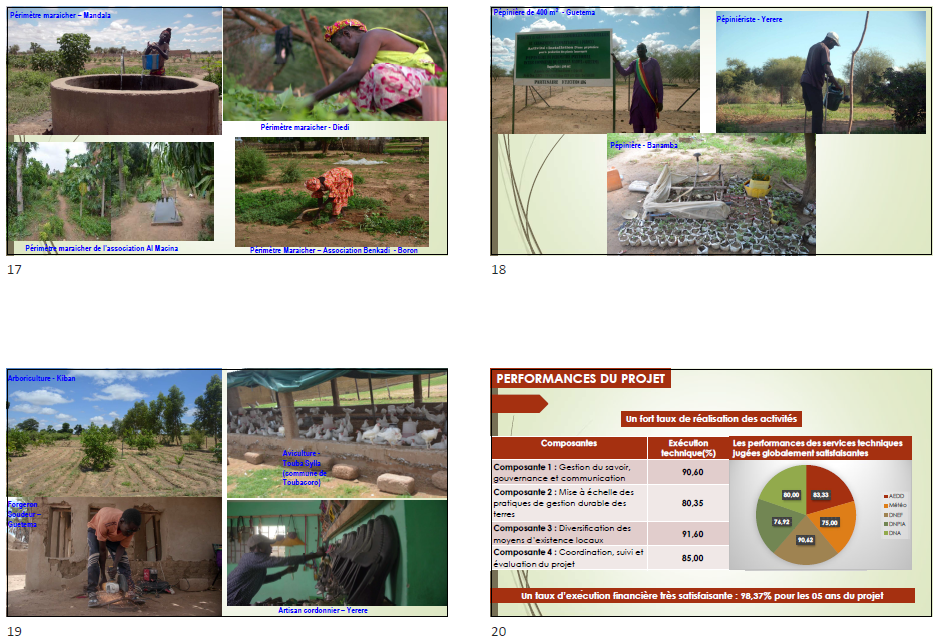 Périmètre maraicher – Mandala
Périmètre maraicher - Diedi
Périmètre maraicher de l'association Al Macina
Périmètre Maraicher – Association Benkadi - Boron
17
Pépinière de 400 m² - Guetema
Pépiniériste - Yerere
Pépinière - Banamba
18
Arboriculture - Kiban
Aviculture -
Touba Sylla
(commune de
Toubacoro)
Forgeron
Soudeur –
Guetema
Artisan cordonnier – Yerere
19
PERFORMANCES DU PROJET
Un fort taux de réalisation des activités
Composantes
Exécution
technique(%)
Composante 1 : Gestion du savoir,
gouvernance et communication
90,60
Composante 2 : Mise à échelle des
pratiques de gestion durable des
terres
80,35
Composante 3 : Diversification des
moyens d'existence locaux
91,60
Composante 4 : Coordination, suivi et
évaluation du projet
85,00
Les performances des services techniques
jugées globalement satisfaisantes
80,00
83,33
76,92
75,00
90,62
AEDD
Météo
DNEF
DNPIA
DNA
Un taux d'exécution financière très satisfaisante : 98,37% pour les 05 ans du projet
20